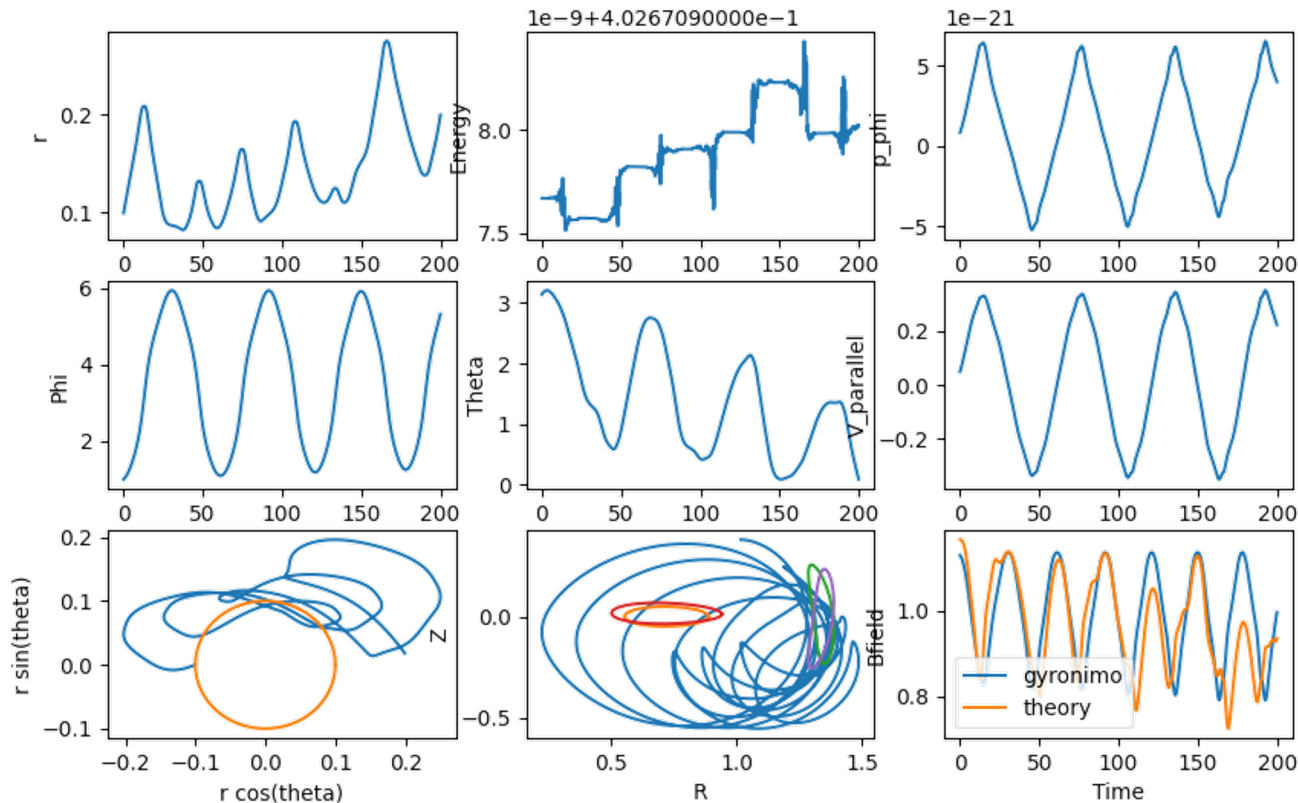 1e−9+4.0267090000e−1
1e−21
r
0.2
0.1
0 50 100 150 200
Energy
8.0
7.5
0 50 100 150 200
p_phi
5
0
−5
0 50 100 150 200
Phi
6
4
2
0 50 100 150 200
Theta
3
2
1
0
0 50 100 150 200
V_parallel
0.2
0.0
−0.2
0 50 100 150 200
r sin(theta)
0.2
0.1
0.0
−0.1
−0.2 −0.1 0.0 0.1 0.2
r cos(theta)
Z
0.0
−0.5
0.5 1.0 1.5
R
Bfield
1.0
0.8
gyronimo
theory
0 50 100 150 200
Time